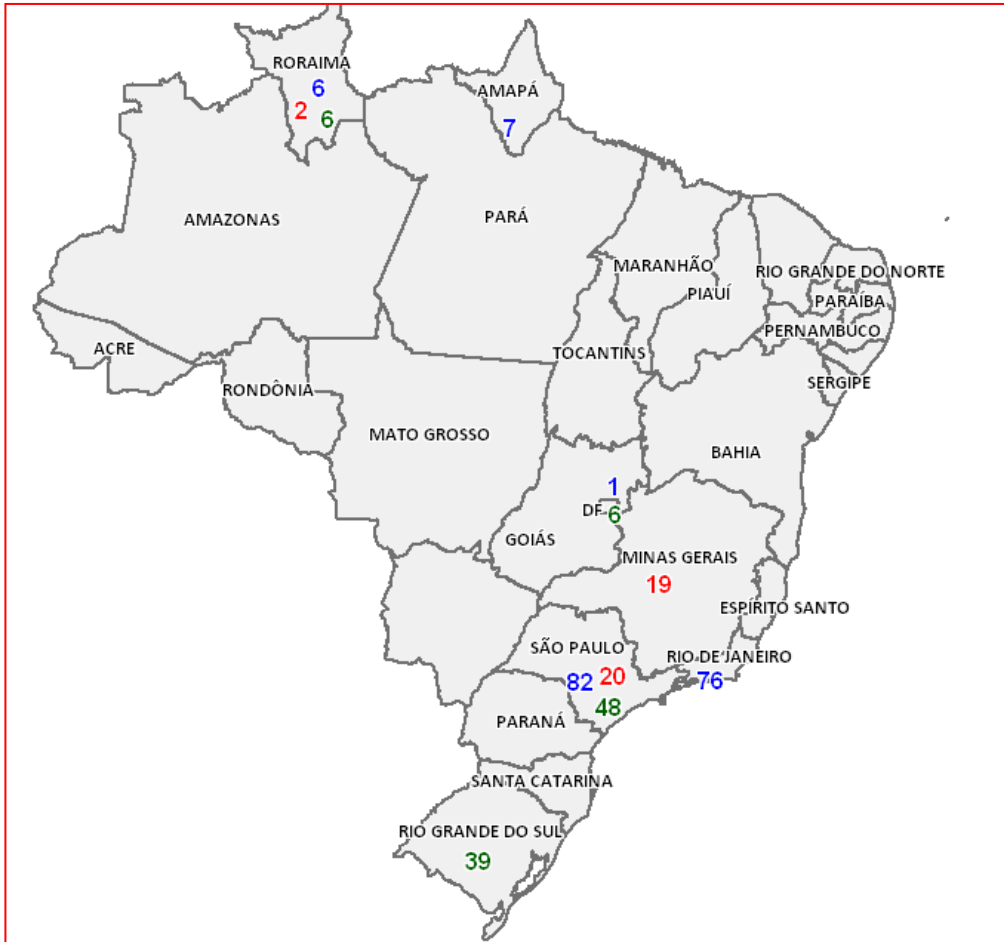 RORAIMA
6
2
6
AMAPÁ
7
AMAZONAS
PARÁ
MARANHÃO
RIO GRANDE DO NORTE
PIAUÍ
PARAÍBA
PERNAMBUCO
ACRE
TOCANTINS
SERGIPE
RONDÔNIA
MATO GROSSO
BAHIA
1
DF
6
GOIÁS
MINAS GERAIS
19
ESPÍRITO SANTO
SÃO PAULO
RIO DE JANEIRO
82
20
76
48
PARANÁ
SANTA CATARINA
RIO GRANDE DO SUL
39